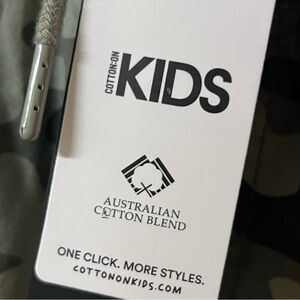 COTTON:ON
KIDS
AUSTRALIAN
COTTON BLEND
ONE CLICK. MORE STYLES.
COTTONONKIDS.COM